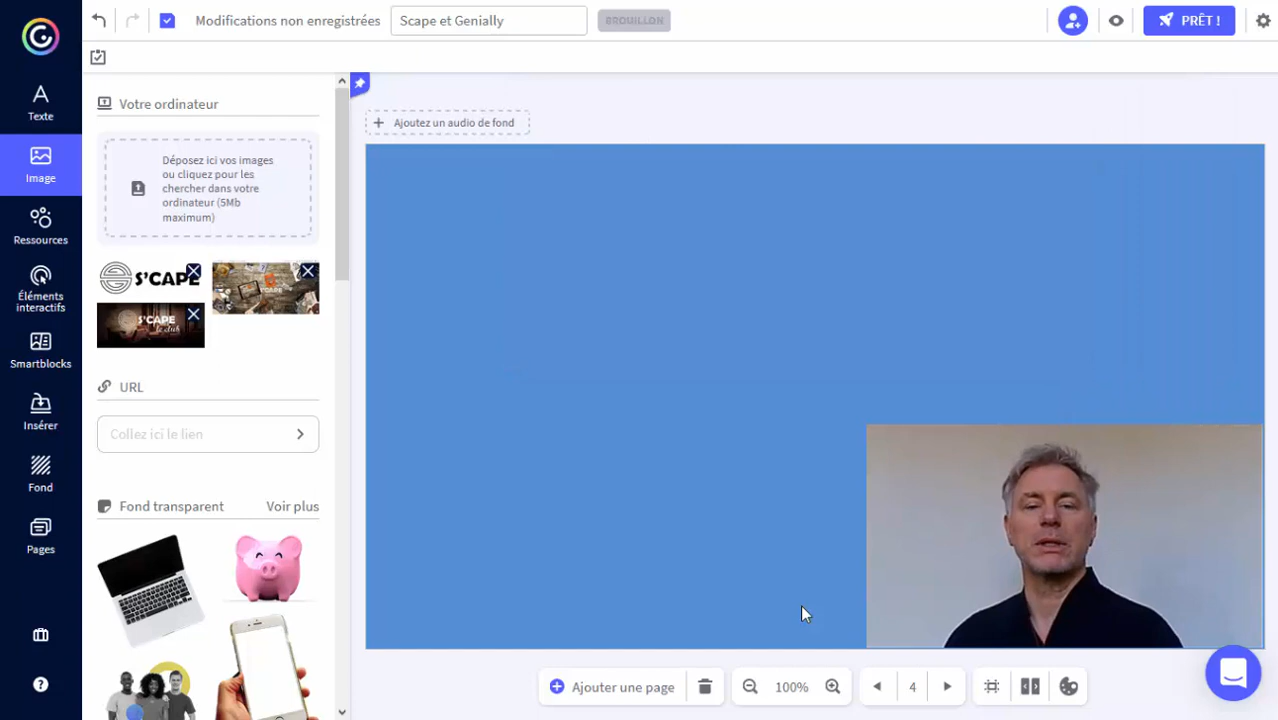 Modifications non enregistrées
Scape et Genially
BROUILLON
PRÊT !
Texte
Image
Ressources
Éléments
interactifs
Smartblocks
Insérer
Fond
Pages
?
Votre ordinateur
Déposez ici vos images
ou cliquez pour les
chercher dans votre
ordinateur (5Mb
maximum)
S'CAPE
S'CAPE
le club
URL
Collez ici le lien
Fond transparent
Voir plus
+ Ajoutez un audio de fond
Ajouter une page
100%
4